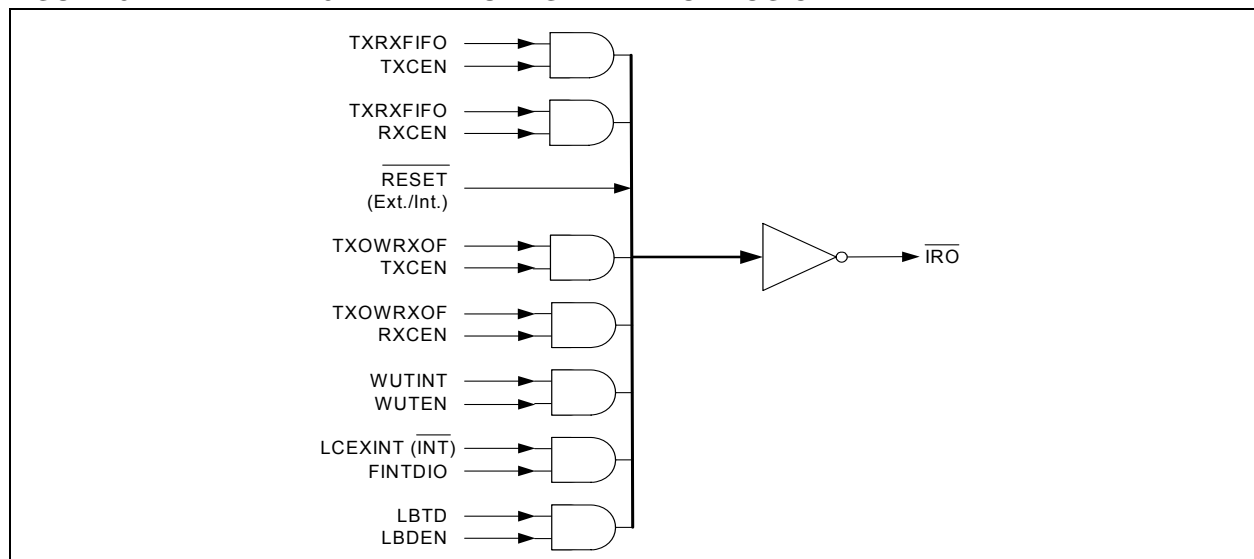 TXRXFIFO
TXCEN
TXRXFIFO
RXCEN
RESET
(Ext./Int.)
TXOWRXOF
TXCEN
IRO
TXOWRXOF
RXCEN
WUTINT
WUTEN
LCEXINT (INT)
FINTDIO
LBTD
LBDEN